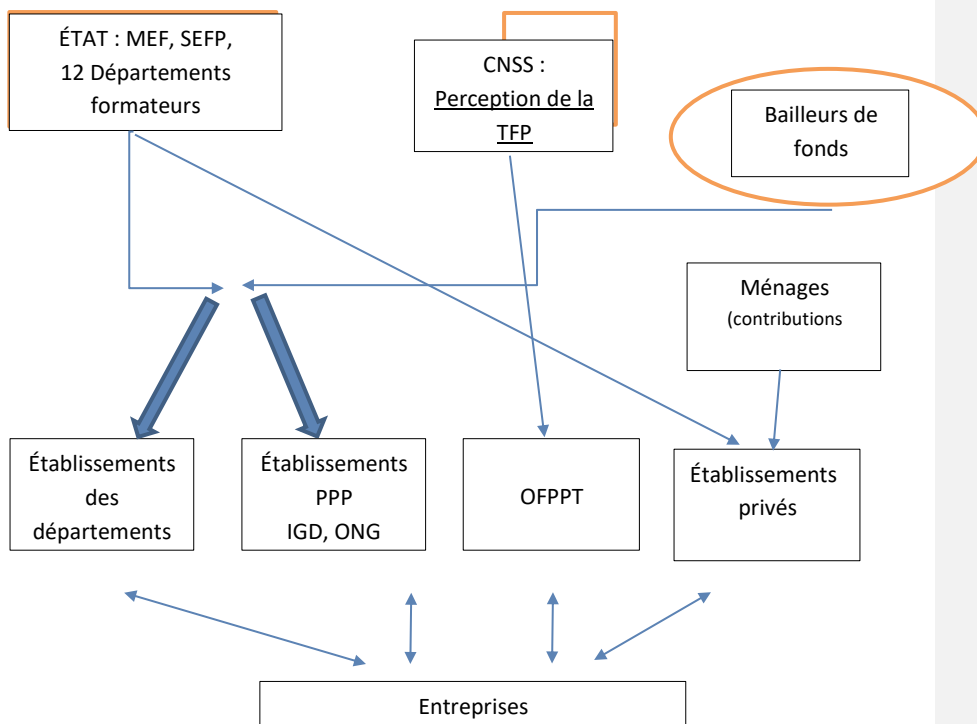 ÉTAT : MEF, SEFP,
12 Départements
formateurs
CNSS :
Perception de la
TFP
Bailleurs de
fonds
Ménages
(contributions
Établissements
des
départements
Établissements
PPP
IGD, ONG
OFPPT
Établissements
privés
Entreprises